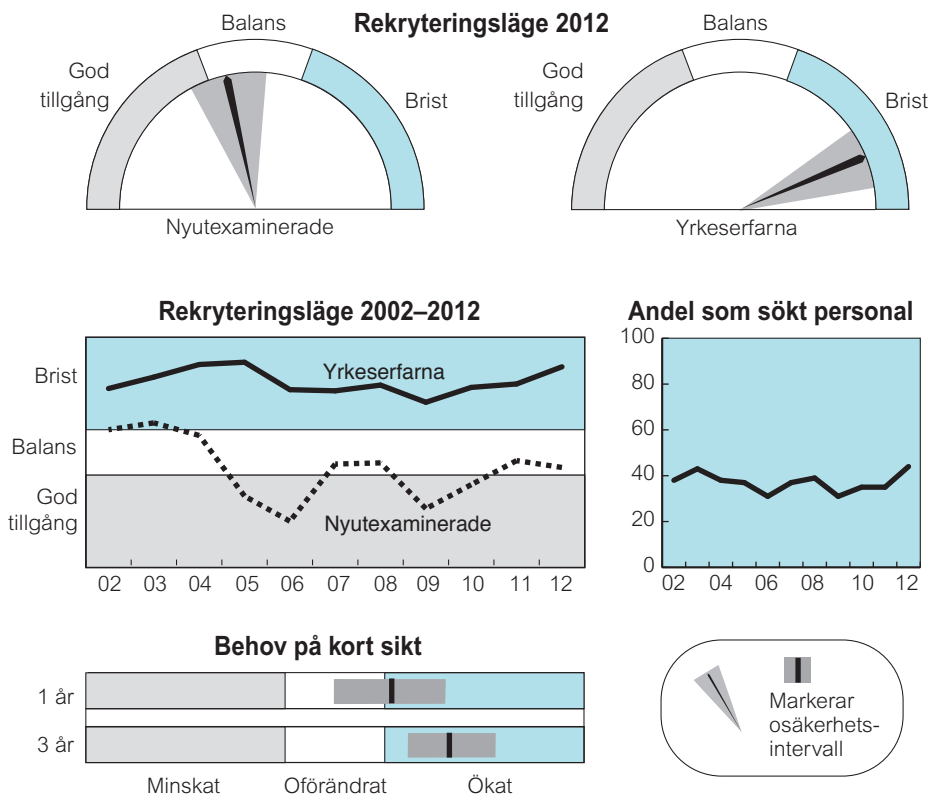 Rekryteringsläge 2012
Balans
God
tillgång
Brist
Nyutexaminerade
Balans
God
tillgång
Brist
Yrkeserfarna
Rekryteringsläge 2002–2012
Brist
Balans
God
tillgång
Yrkeserfarna
Nyutexaminerade
02 03 04 05 06 07 08 09 10 11 12
Andel som sökt personal
100
80
60
40
20
0
02 04 06 08 10 12
Behov på kort sikt
1 år
3 år
Minskat Oförändrat Ökat
Markerar
osäkerhets-
intervall